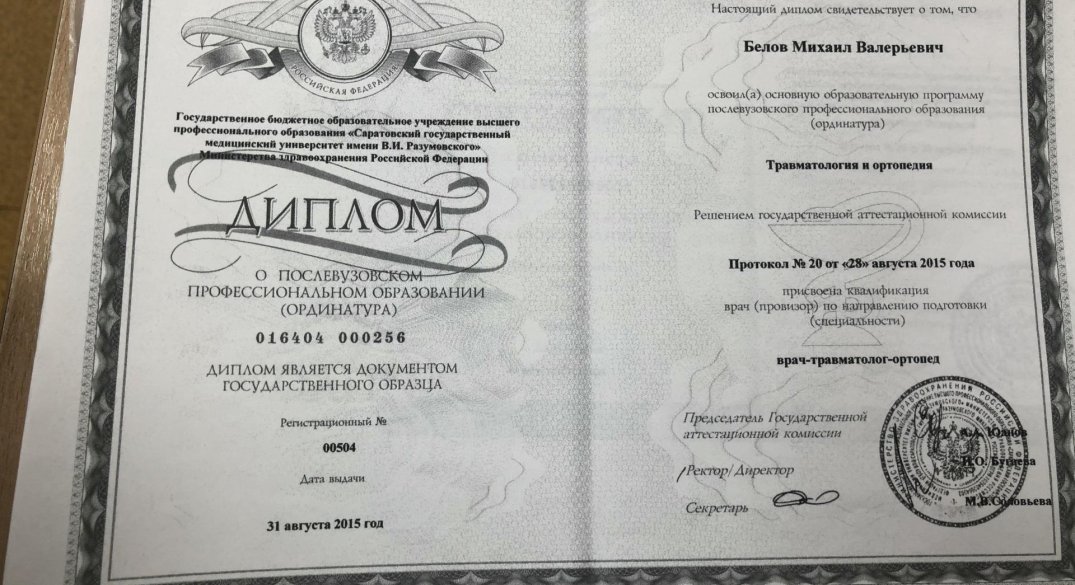 РОССИЙСКАЯ ФЕДЕРАЦИЯ
Государственное бюджетное образовательное учреждение высшего
профессионального образования «Саратовский государственный
медицинский университет имени В.И. Разумовского»
Министерства здравоохранения Российской Федерации
ДИПЛОМ
О ПОСЛЕВУЗОВСКОМ
ПРОФЕССИОНАЛЬНОМ ОБРАЗОВАНИИ
(ОРДИНАТУРА)
016404 000256
ДИПЛОМ ЯВЛЯЕТСЯ ДОКУМЕНТОМ
ГОСУДАРСТВЕННОГО ОБРАЗЦА
Регистрационный №
00504
Дата выдачи
31 августа 2015 год
Настоящий диплом свидетельствует о том, что
Белов Михаил Валерьевич
освоил(а) основную образовательную программу
послевузовского профессионального образования
(ординатура)
Травматология и ортопедия
Решением государственной аттестационной комиссии
Протокол № 20 от «28» августа 2015 года
присвоена квалификация
врач (провизор) по направлению подготовки
(специальности)
врач-травматолог-ортопед
Председатель Государственной
аттестационной комиссии
Ректор/Директор
Секретарь
М.В.Соловьева